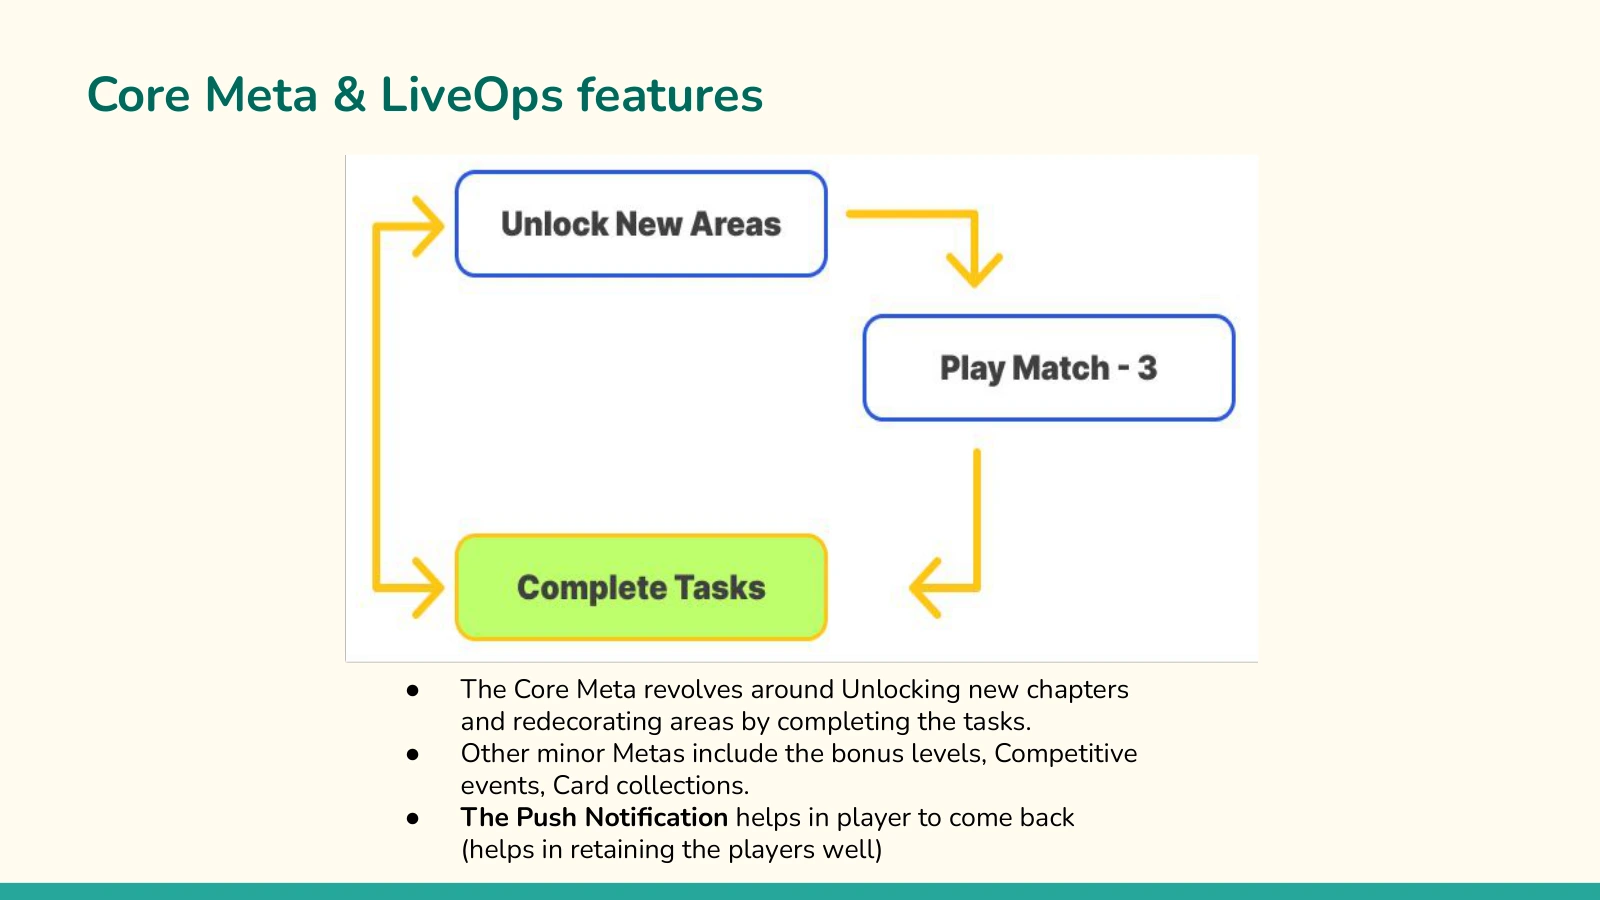 Core Meta & LiveOps features
Unlock New Areas
Play Match - 3
Complete Tasks
● The Core Meta revolves around Unlocking new chapters
and redecorating areas by completing the tasks.
● Other minor Metas include the bonus levels, Competitive
events, Card collections.
● The Push Notification helps in player to come back
(helps in retaining the players well)